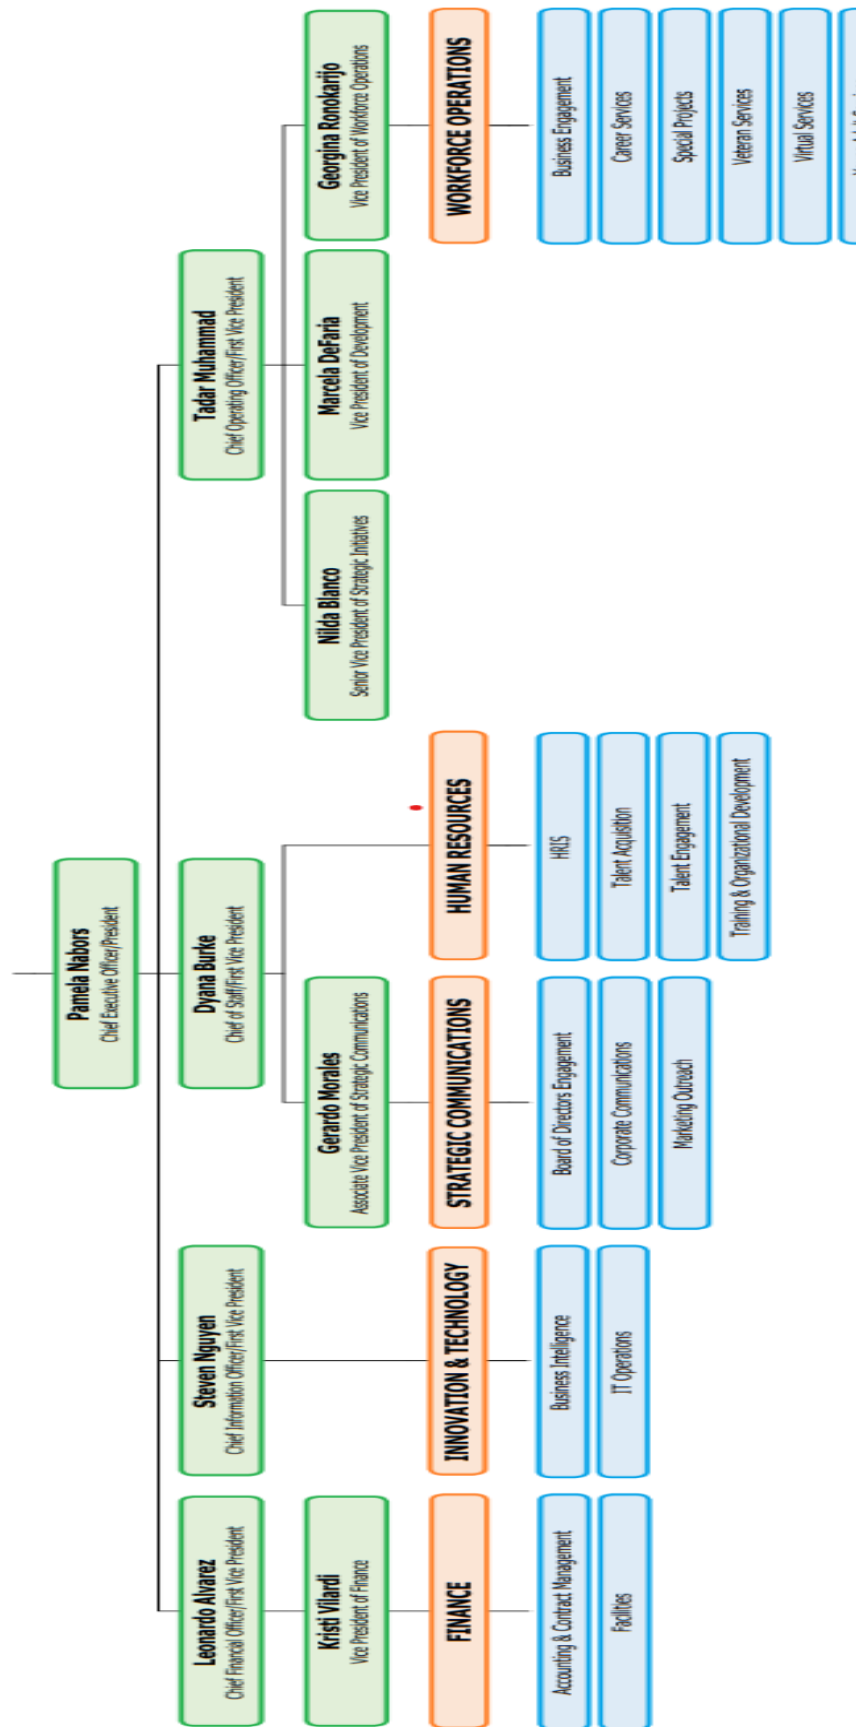 Pamela Nabors
Chief Executive Officer/President
Leonardo Alvarez
Chief Financial Officer/First Vice President
Steven Nguyen
Chief Information Officer/First Vice President
Dyana Burke
Chief of Staff/First Vice President
Tadar Muhammad
Chief Operating Officer/First Vice President
Kristi Vilardi
Vice President of Finance
Gerardo Morales
Associate Vice President of Strategic Communications
Nilda Blanco
Senior Vice President of Strategic Initiatives
Marcela DeFaria
Vice President of Development
Georgina Ronokarijo
Vice President of Workforce Operations
FINANCE
INNOVATION & TECHNOLOGY
STRATEGIC COMMUNICATIONS
HUMAN RESOURCES
WORKFORCE OPERATIONS
Accounting & Contract Management
Facilities
Business Intelligence
IT Operations
Board of Directors Engagement
Corporate Communications
Marketing Outreach
HRIS
Talent Acquisition
Talent Engagement
Training & Organizational Development
Business Engagement
Career Services
Special Projects
Veteran Services
Virtual Services